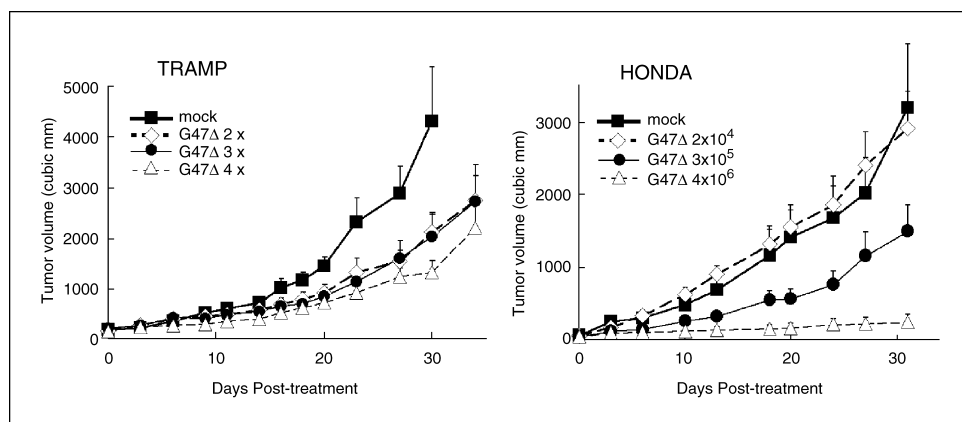 TRAMP
mock
G47Δ 2 x
G47Δ 3 x
G47Δ 4 x
5000
4000
3000
2000
1000
0
Tumor volume (cubic mm)
0 10 20 30
Days Post-treatment
HONDA
mock
G47Δ 2x10⁴
G47Δ 3x10⁵
G47Δ 4x10⁶
3000
2000
1000
0
Tumor volume (cubic mm)
0 10 20 30
Days Post-treatment